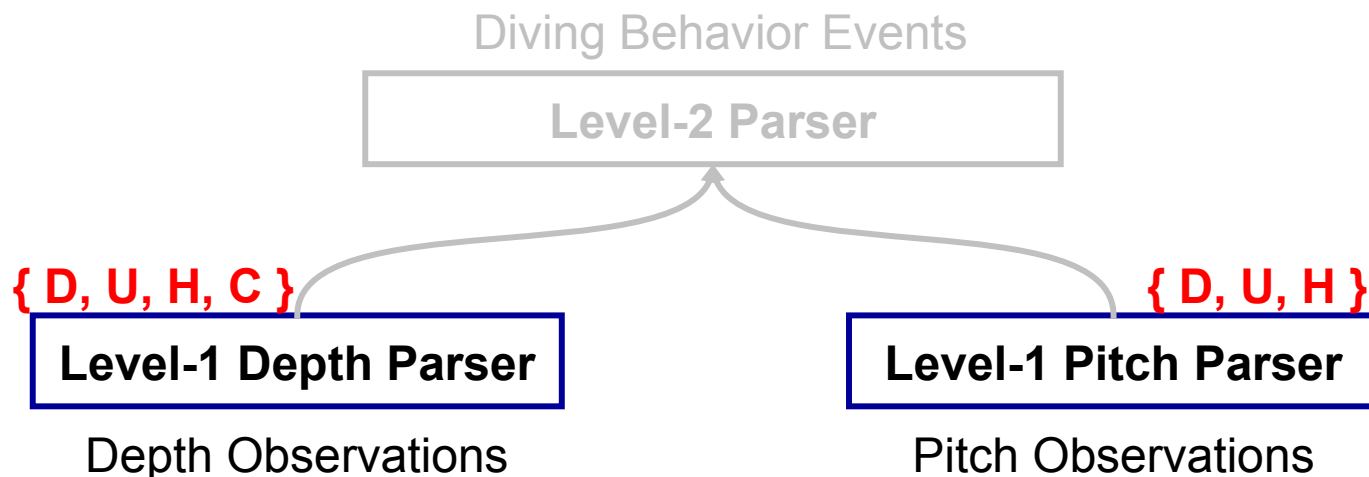 Diving Behavior Events
Level-2 Parser
{ D, U, H, C }
{ D, U, H }
Level-1 Depth Parser
Level-1 Pitch Parser
Depth Observations
Pitch Observations